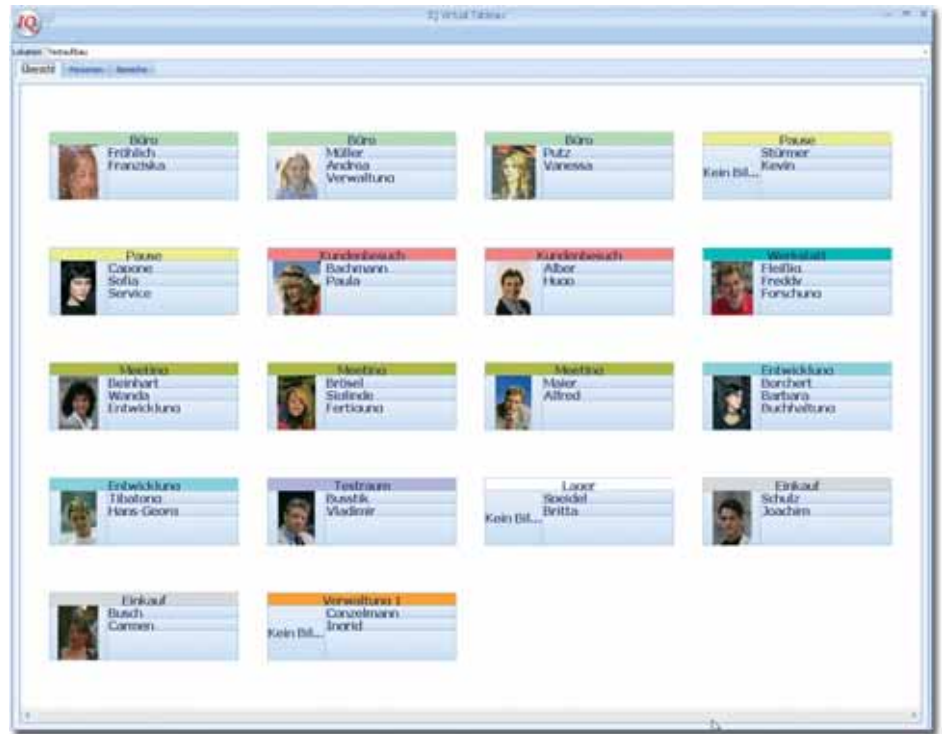 IQ
IQ Virtual Tableau
Lokation Testaufbau
Übersicht Personen Bereiche
Büro
Fröhlich
Franziska
Büro
Müller
Andrea
Verwaltung
Büro
Putz
Vanessa
Pause
Stürmer
Kevin
Kein Bil...
Pause
Capone
Sofia
Service
Kundenbesuch
Bachmann
Paula
Kundenbesuch
Alber
Hugo
Werkstatt
Fleißig
Freddy
Forschung
Meeting
Beinhart
Wanda
Entwicklung
Meeting
Brösel
Siglinde
Fertigung
Meeting
Maier
Alfred
Entwicklung
Borchert
Barbara
Buchhaltung
Entwicklung
Tibatong
Hans-Georg
Testraum
Busstik
Vladimir
Lager
Speidel
Britta
Kein Bil...
Einkauf
Schulz
Joachim
Einkauf
Busch
Carmen
Verwaltung 1
Conzelmann
Ingrid
Kein Bil...